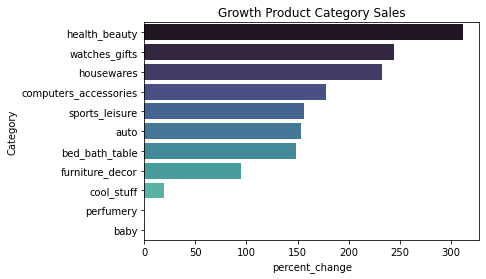 Growth Product Category Sales
Category
health_beauty
watches_gifts
housewares
computers_accessories
sports_leisure
auto
bed_bath_table
furniture_decor
cool_stuff
perfumery
baby
0 50 100 150 200 250 300
percent_change